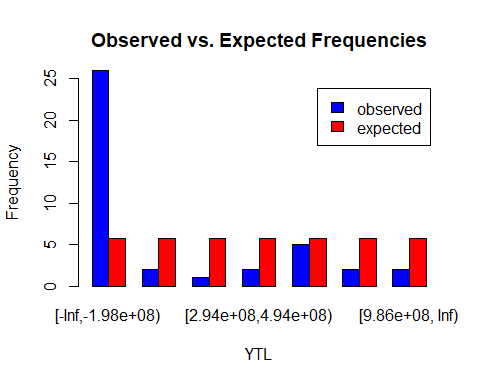 Observed vs. Expected Frequencies
observed
expected
Frequency
25
20
15
10
5
0
[-Inf,-1.98e+08)
[2.94e+08,4.94e+08)
[9.86e+08, Inf)
YTL